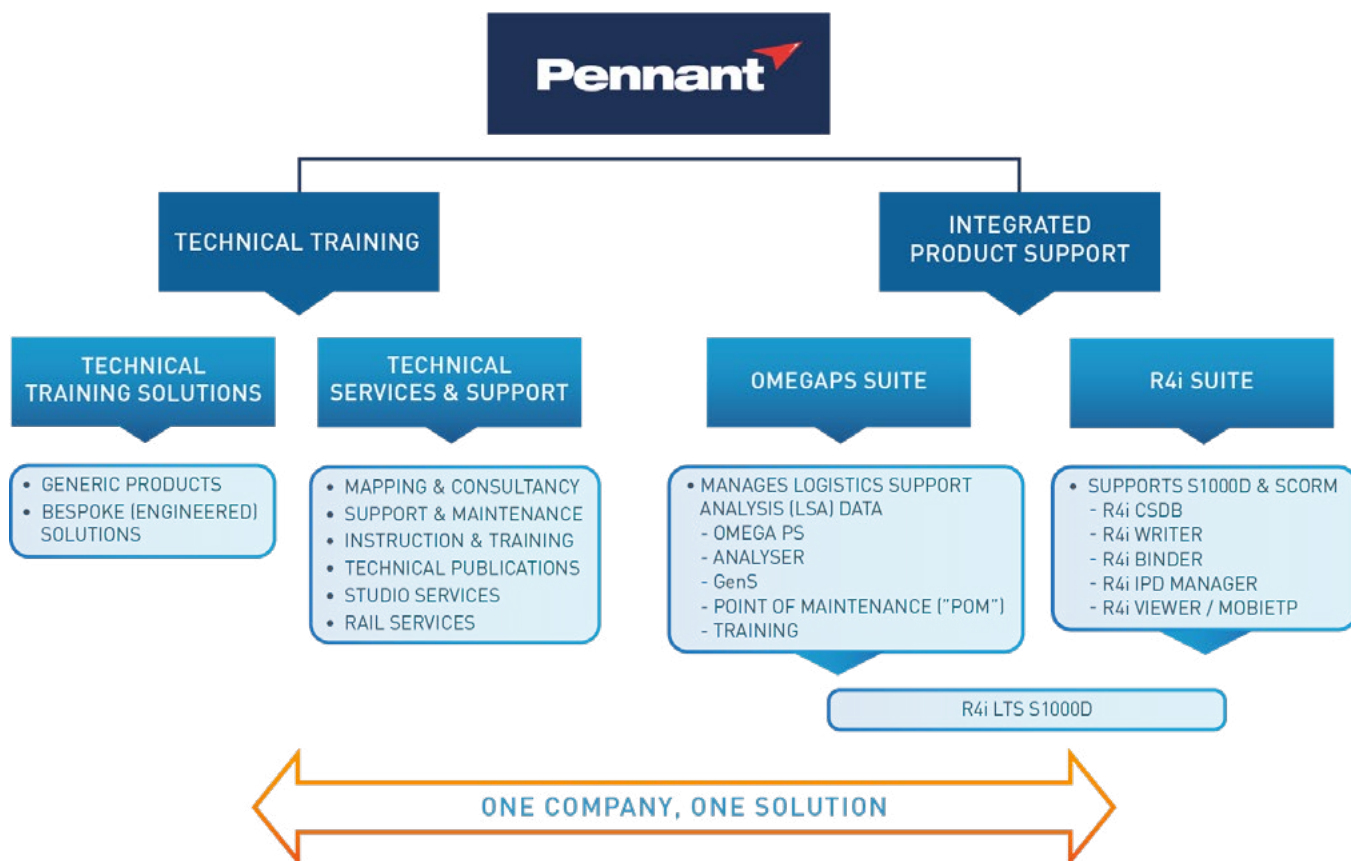 Pennant
TECHNICAL TRAINING
INTEGRATED
PRODUCT SUPPORT
TECHNICAL
TRAINING SOLUTIONS
TECHNICAL
SERVICES & SUPPORT
OMEGAPS SUITE
R4i SUITE
• GENERIC PRODUCTS
• BESPOKE (ENGINEERED)
SOLUTIONS
• MAPPING & CONSULTANCY
• SUPPORT & MAINTENANCE
• INSTRUCTION & TRAINING
• TECHNICAL PUBLICATIONS
• STUDIO SERVICES
• RAIL SERVICES
• MANAGES LOGISTICS SUPPORT
ANALYSIS (LSA) DATA
- OMEGA PS
- ANALYSER
- GenS
- POINT OF MAINTENANCE ("POM")
- TRAINING
• SUPPORTS S1000D & SCORM
- R4i CSDB
- R4i WRITER
- R4i BINDER
- R4i IPD MANAGER
- R4i VIEWER / MOBIETP
R4i LTS S1000D
ONE COMPANY, ONE SOLUTION